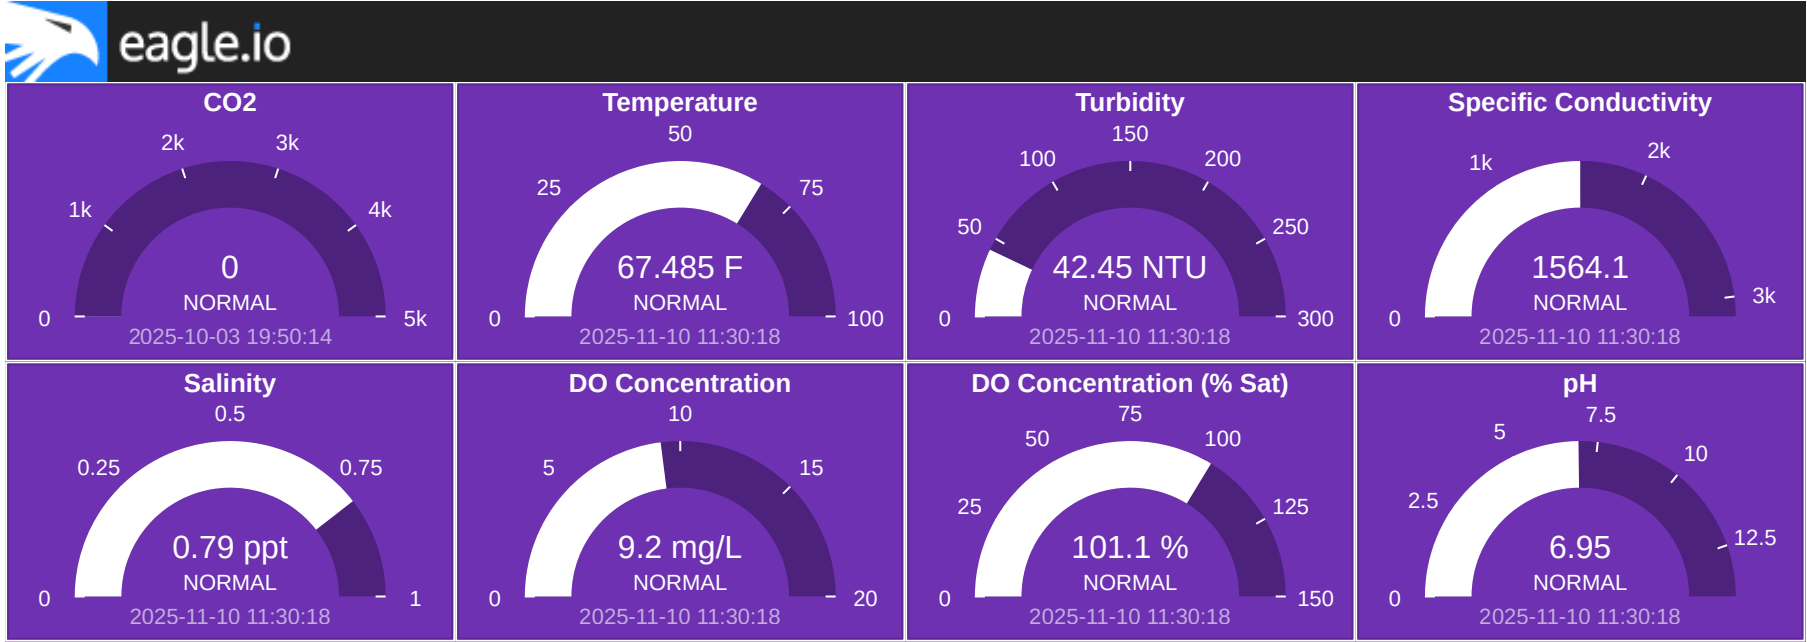 eagle.io
CO2
2k
3k
1k
4k
0
5k
0
NORMAL
2025-10-03 19:50:14
Temperature
50
25
75
0
100
67.485 F
NORMAL
2025-11-10 11:30:18
Turbidity
150
100
200
50
250
0
300
42.45 NTU
NORMAL
2025-11-10 11:30:18
Specific Conductivity
1k
2k
0
3k
1564.1
NORMAL
2025-11-10 11:30:18
Salinity
0.5
0.25
0.75
0
1
0.79 ppt
NORMAL
2025-11-10 11:30:18
DO Concentration
10
5
15
0
20
9.2 mg/L
NORMAL
2025-11-10 11:30:18
DO Concentration (% Sat)
75
50
100
25
125
0
150
101.1 %
NORMAL
2025-11-10 11:30:18
pH
7.5
5
10
2.5
12.5
0
6.95
NORMAL
2025-11-10 11:30:18